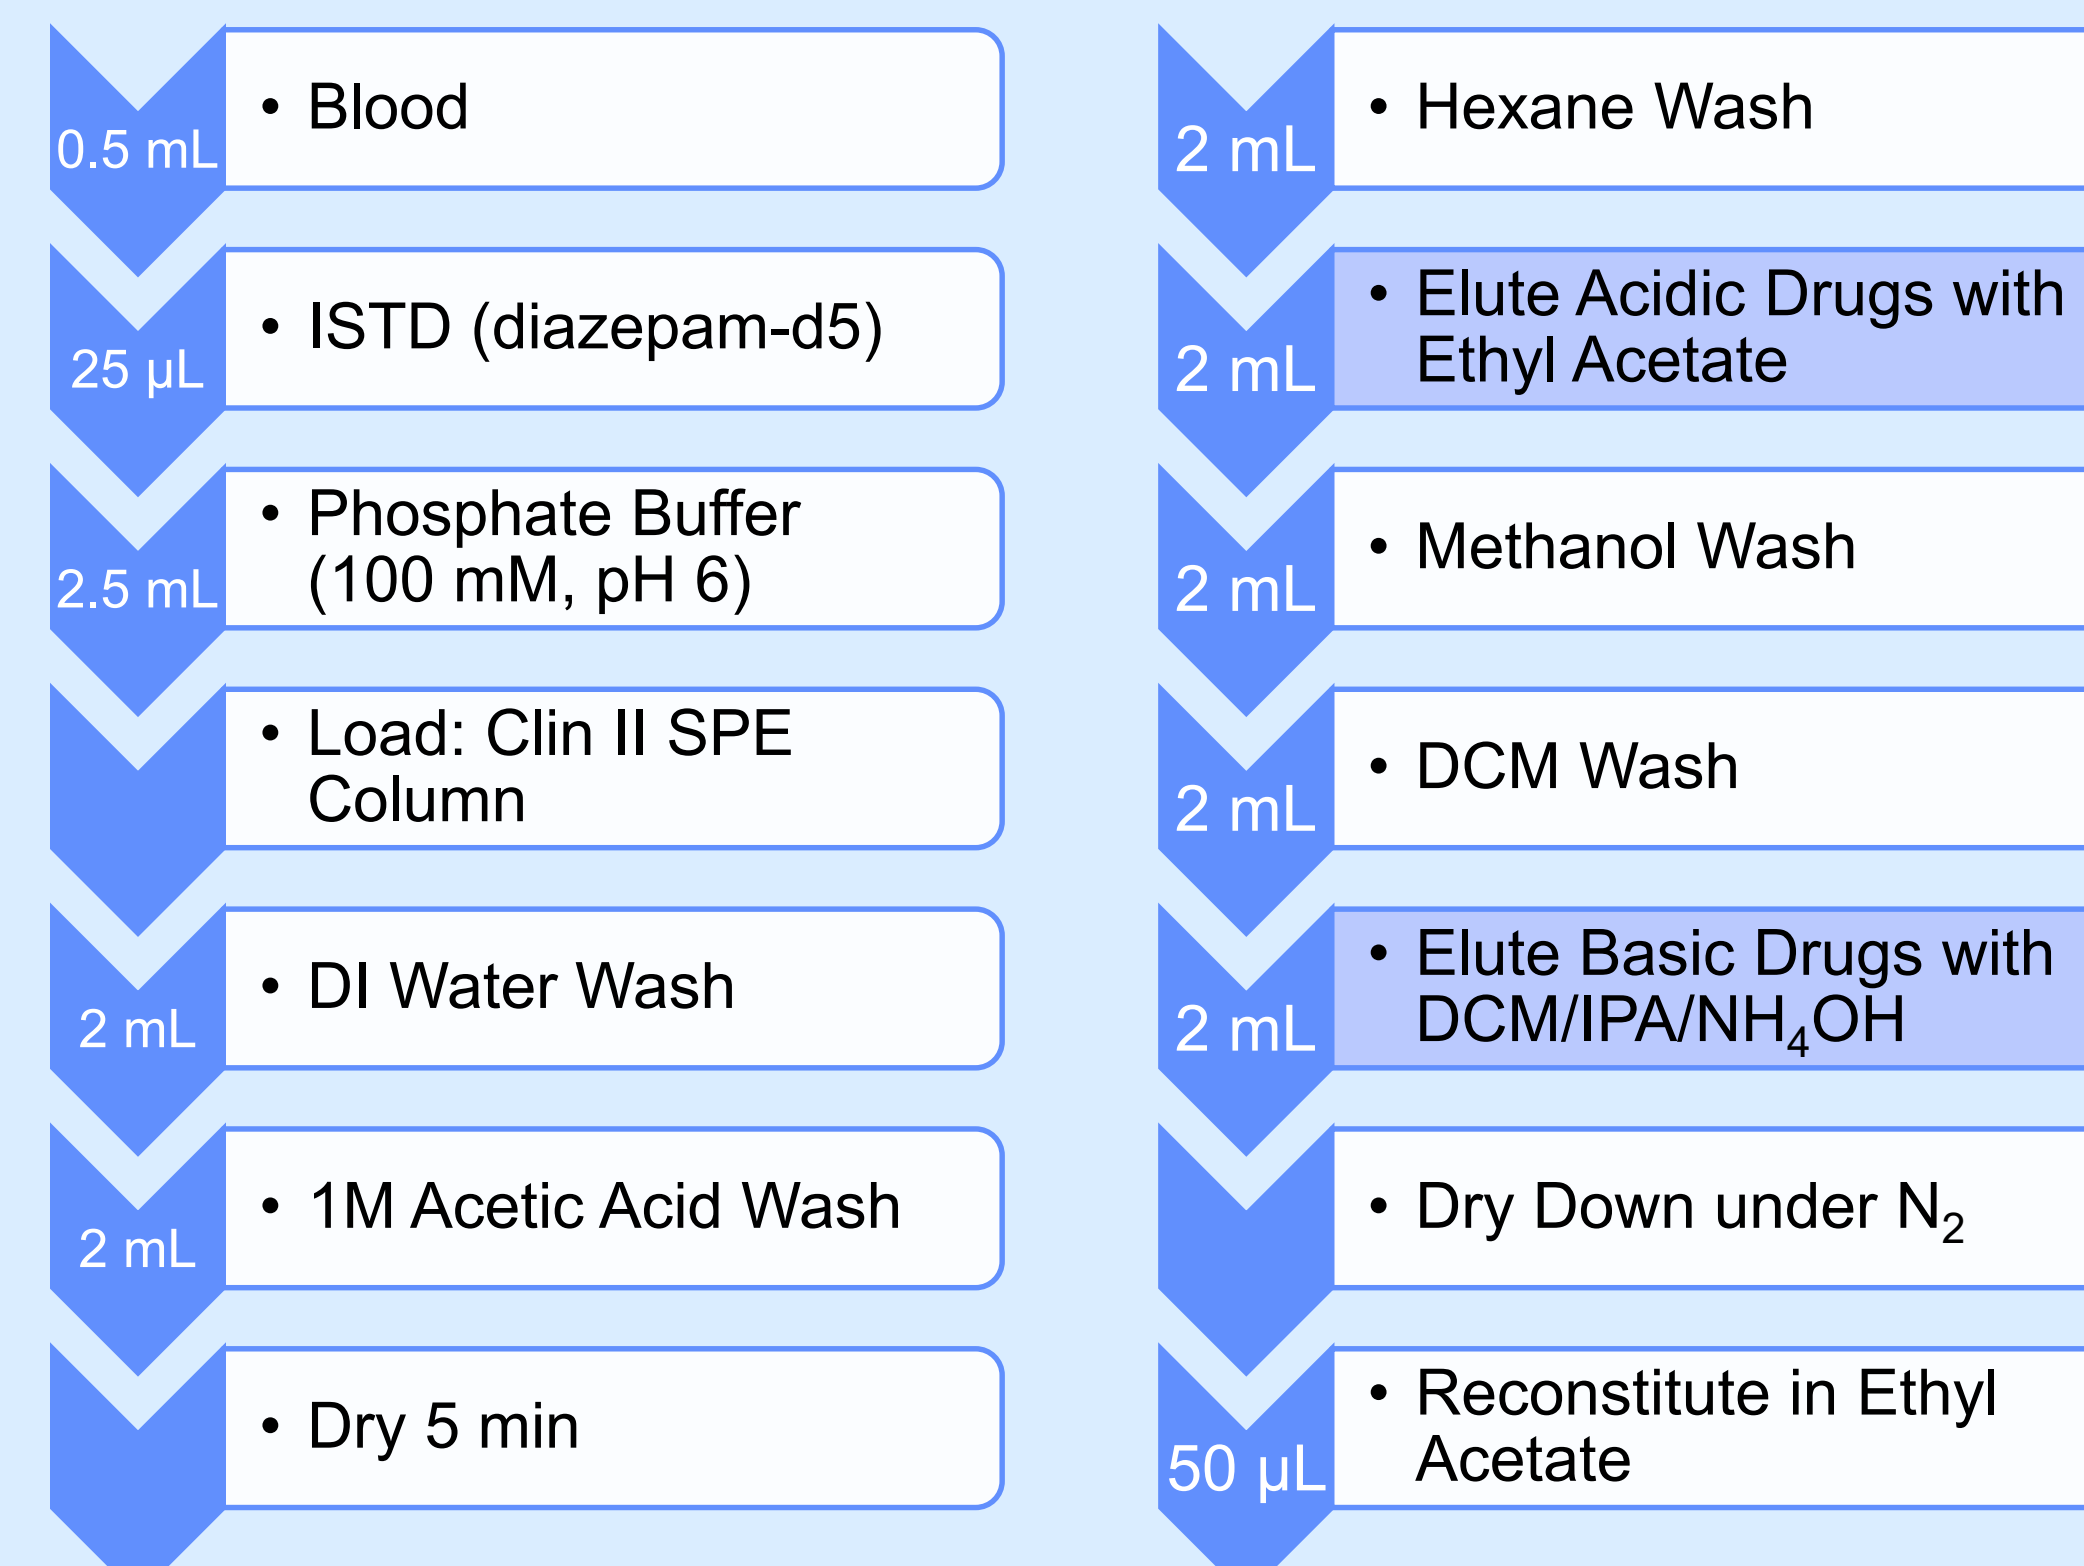 0.5 mL
• Blood
25 µL
• ISTD (diazepam-d5)
2.5 mL
• Phosphate Buffer
(100 mM, pH 6)
• Load: Clin II SPE
Column
2 mL
• DI Water Wash
2 mL
• 1M Acetic Acid Wash
• Dry 5 min
2 mL
• Hexane Wash
2 mL
• Elute Acidic Drugs with
Ethyl Acetate
2 mL
• Methanol Wash
2 mL
• DCM Wash
2 mL
• Elute Basic Drugs with
DCM/IPA/NH₄OH
• Dry Down under N₂
50 µL
• Reconstitute in Ethyl
Acetate